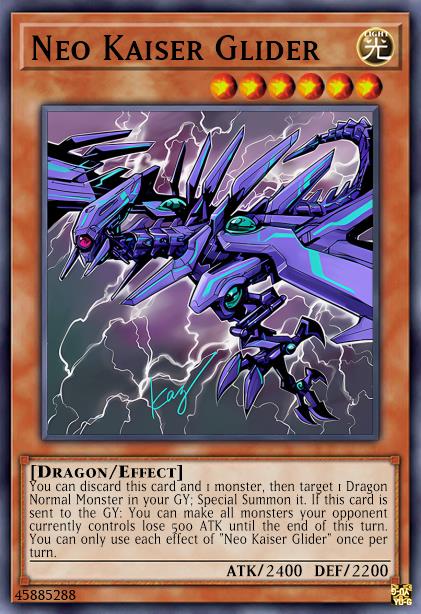 Neo Kaiser Glider
LIGHT
光
Kaz
[Dragon/Effect]
You can discard this card and 1 monster, then target 1 Dragon
Normal Monster in your GY; Special Summon it. If this card is
sent to the GY: You can make all monsters your opponent
currently controls lose 500 ATK until the end of this turn.
You can only use each effect of "Neo Kaiser Glider" once per
turn.
ATK/2400 DEF/2200
45885288